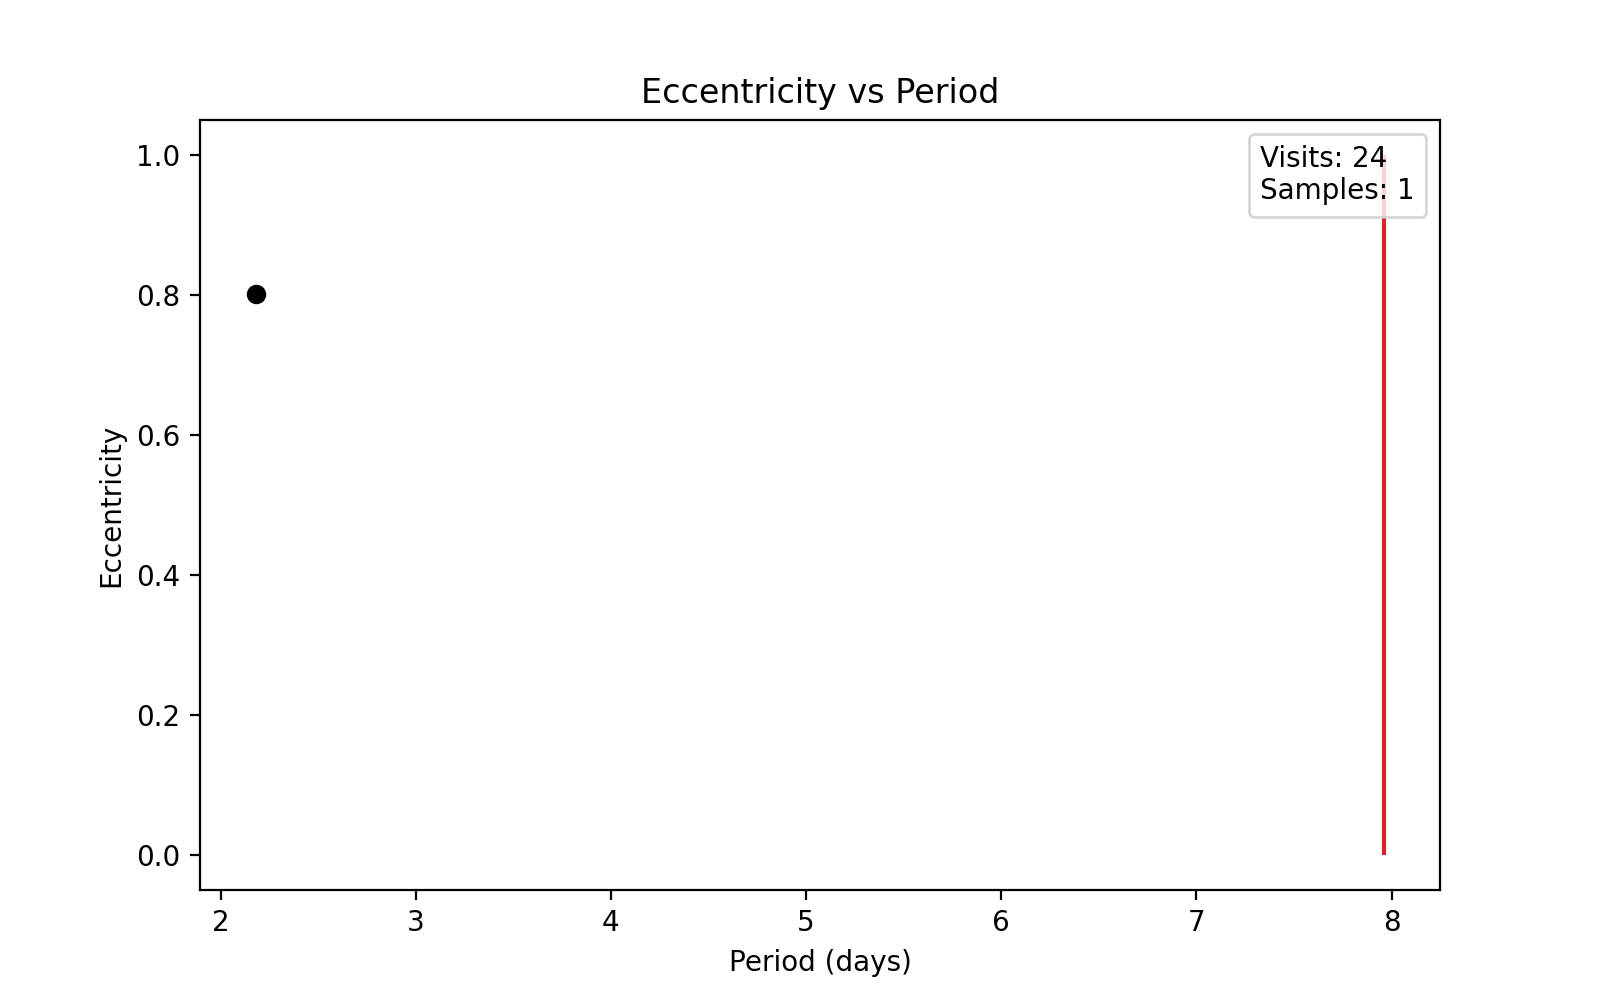 Eccentricity vs Period
Visits: 24
Samples: 1
1.0
0.8
0.6
0.4
0.2
0.0
Eccentricity
2 3 4 5 6 7 8
Period (days)